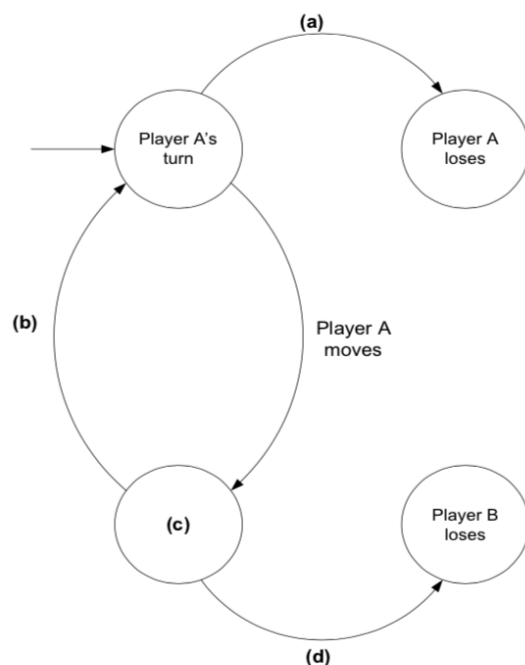 (a)
Player A's
turn
Player A
loses
(b)
Player A
moves
(c)
Player B
loses
(d)